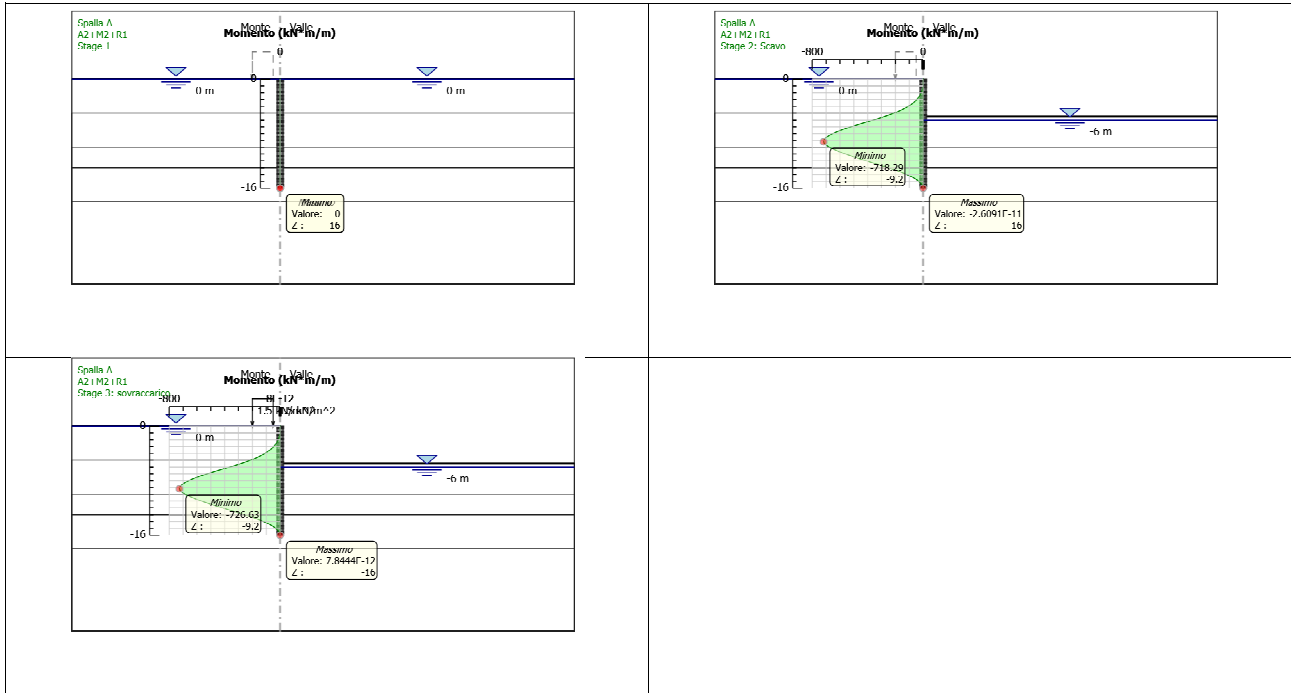 Spalla A
A2+M2+R1
Stage 1
Monte Valle
Momento (kN*m/m)
0
0
0 m
0 m
-16
Massimo
Valore: 0
Z : 16
Spalla A
A2+M2+R1
Stage 2: Scavo
Monte Valle
Momento (kN*m/m)
-800 0
0
0 m
-6 m
Minimo
Valore: -718.29
Z : -9.2
-16
Massimo
Valore: -2.6091E-11
Z : 16
Spalla A
A2+M2+R1
Stage 3: sovraccarico
Monte Valle
Momento (kN*m/m)
-800 -12
kN/m^2
0
0 m
-6 m
Minimo
Valore: -726.63
Z : -9.2
-16
Massimo
Valore: 7.8444E-12
Z : -16